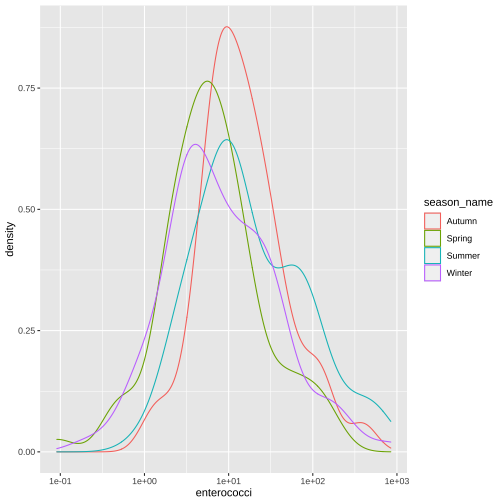 0.75
0.50
0.25
0.00
density
1e-01 1e+00 1e+01 1e+02 1e+03
enterococci
season_name
Autumn
Spring
Summer
Winter